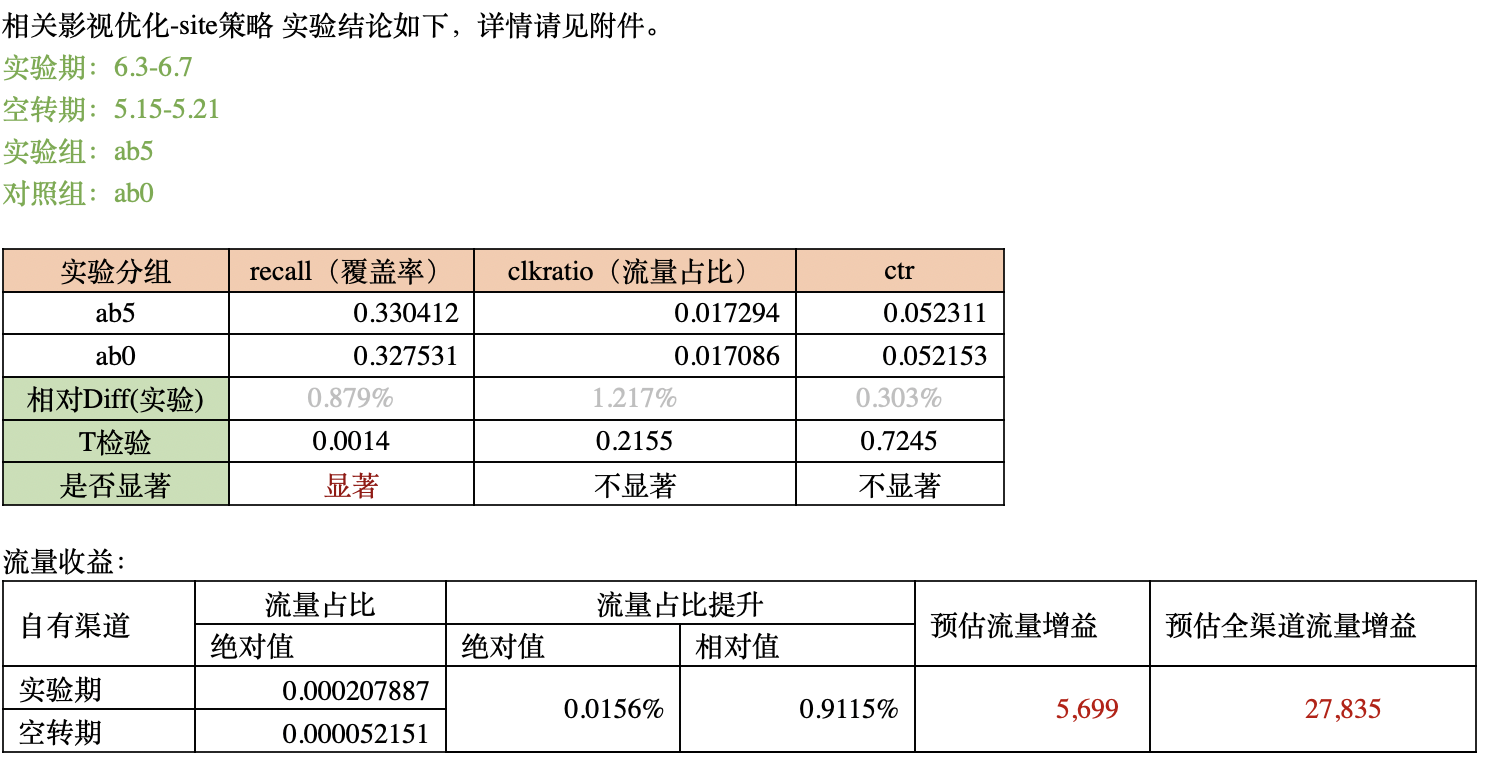 相关影视优化-site策略 实验结论如下，详情请见附件。
实验期：6.3-6.7
空转期：5.15-5.21
实验组：ab5
对照组：ab0
实验分组 recall（覆盖率） clkratio（流量占比） ctr
ab5 0.330412 0.017294 0.052311
ab0 0.327531 0.017086 0.052153
相对Diff(实验) 0.879% 1.217% 0.303%
T检验 0.0014 0.2155 0.7245
是否显著 显著 不显著 不显著
流量收益：
自有渠道 流量占比 流量占比提升 预估流量增益 预估全渠道流量增益
绝对值 绝对值 相对值
实验期 0.000207887 0.0156% 0.9115% 5,699 27,835
空转期 0.000052151